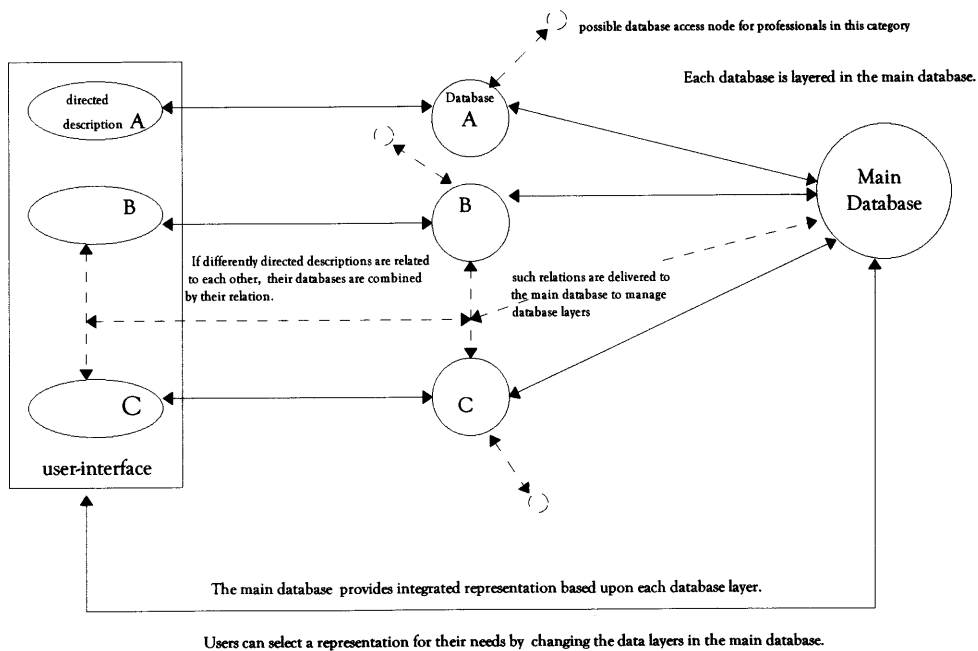 possible database access node for professionals in this category
Each database is layered in the main database.
directed
description A
Database
A
B
B
Main
Database
If differently directed descriptions are related
to each other, their databases are combined
by their relation.
such relations are delivered to
the main database to manage
database layers
C
C
user-interface
The main database provides integrated representation based upon each database layer.
Users can select a representation for their needs by changing the data layers in the main database.